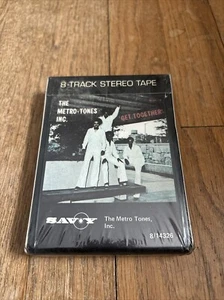 8-TRACK STEREO TAPE
THE
METRO-TONES
INC.
GET TOGETHER
SAVOY
The Metro Tones,
Inc.
8/14326